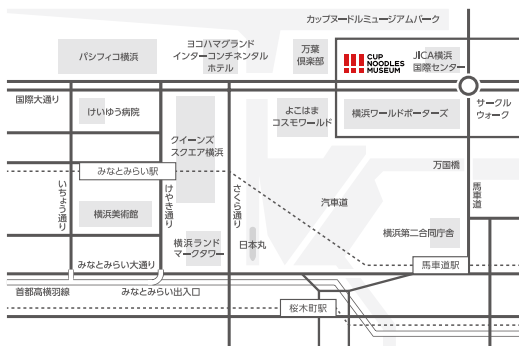 カップヌードルミュージアムパーク
ヨコハマグランド
インターコンチネンタル
ホテル
パシフィコ横浜
万葉
倶楽部
CUP
NOODLES
MUSEUM
JICA横浜
国際センター
国際大通り
けいゆう病院
よこはま
コスモワールド
横浜ワールドポーターズ
サークル
ウォーク
クイーンズ
スクエア横浜
万国橋
みなとみらい駅
いちょう通り
けやき通り
さくら通り
汽車道
馬車道
横浜美術館
横浜第二合同庁舎
横浜ランド
マークタワー
日本丸
みなとみらい大通り
馬車道駅
首都高横羽線
みなとみらい出入口
桜木町駅